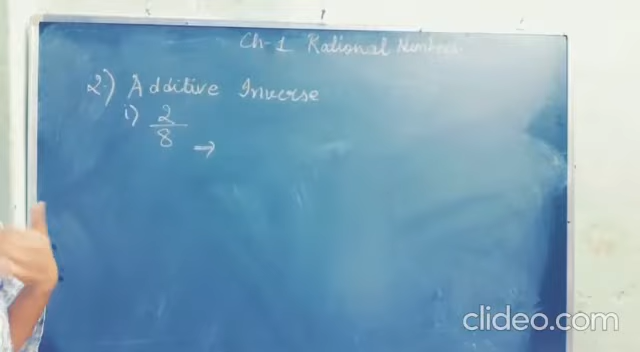 Ch-1 Rational Numbers.
2.) Additive Inverse
i) 2/8 →
clideo.com